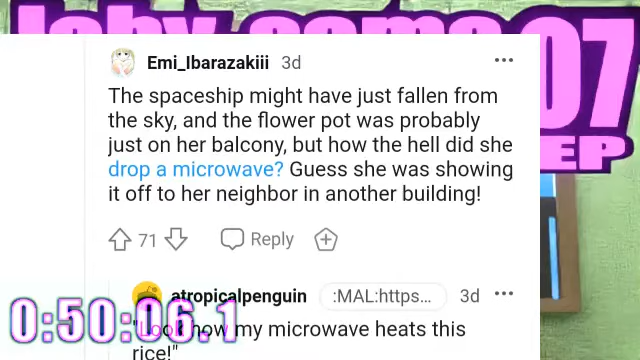 07
EP
Emi_Ibarazakiii 3d
The spaceship might have just fallen from
the sky, and the flower pot was probably
just on her balcony, but how the hell did she
drop a microwave? Guess she was showing
it off to her neighbor in another building!
71 Reply
atropicalpenguin :MAL:https... 3d
"Look how my microwave heats this
rice!"
0:50:06.1